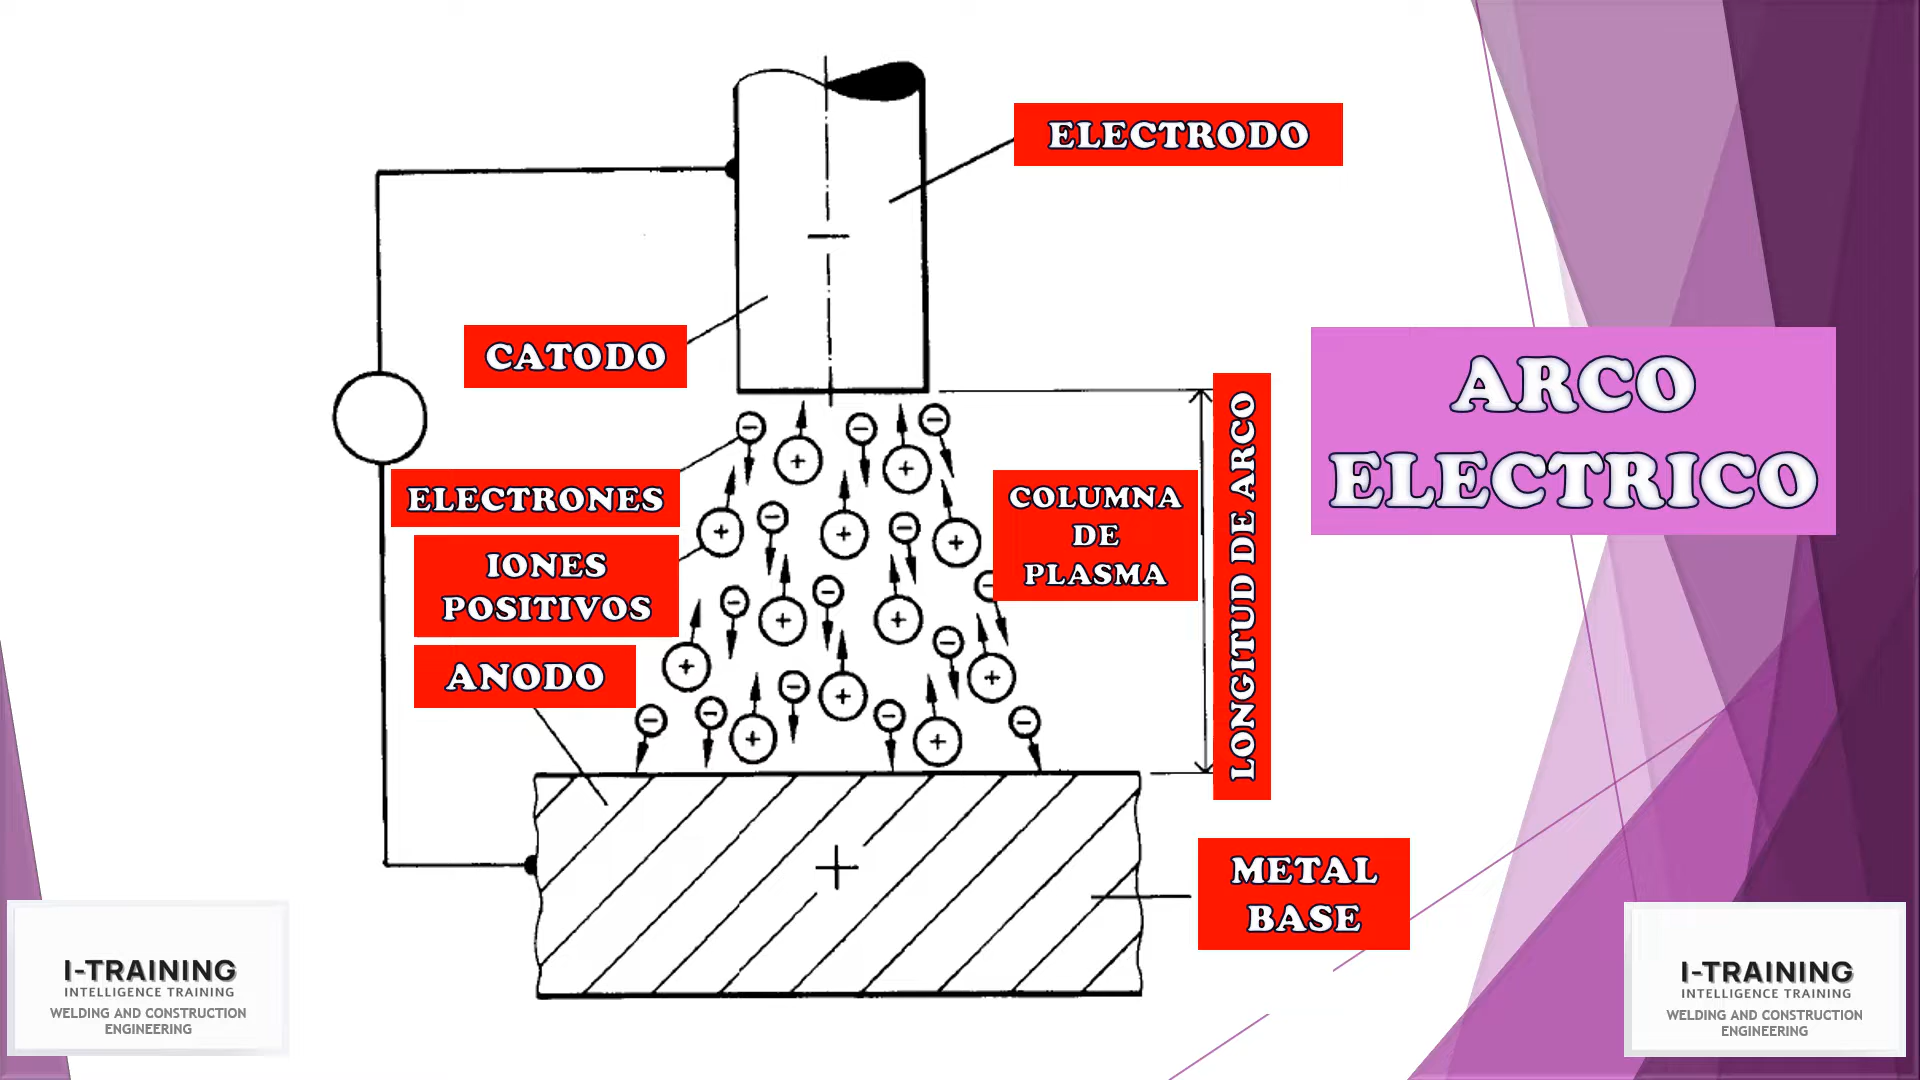 ELECTRODO
CATODO
ARCO
ELECTRICO
ELECTRONES
COLUMNA
DE
PLASMA
LONGITUD DE ARCO
IONES
POSITIVOS
ANODO
METAL
BASE
I-TRAINING
INTELLIGENCE TRAINING
WELDING AND CONSTRUCTION
ENGINEERING
I-TRAINING
INTELLIGENCE TRAINING
WELDING AND CONSTRUCTION
ENGINEERING